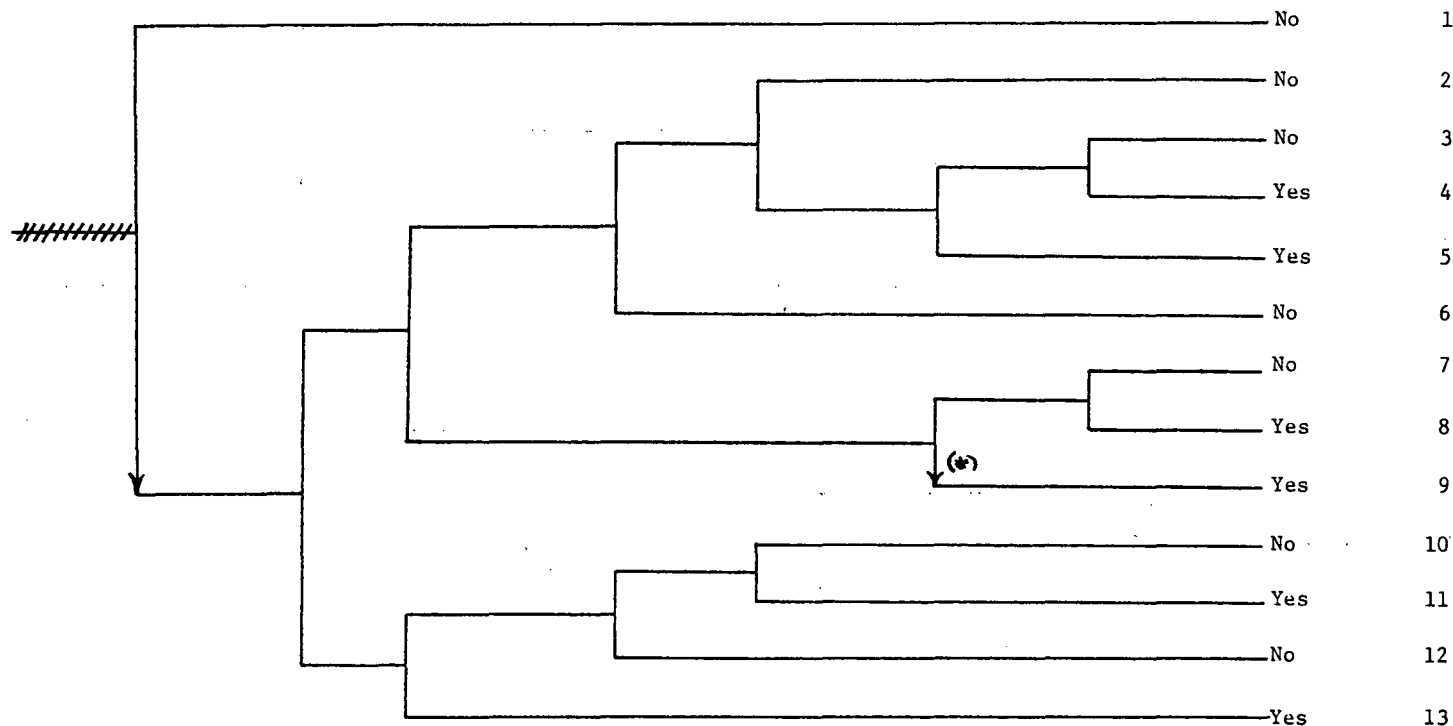 No 1
No 2
No 3
Yes 4
Yes 5
No 6
No 7
Yes 8
(*)
Yes 9
No 10
Yes 11
No 12
Yes 13